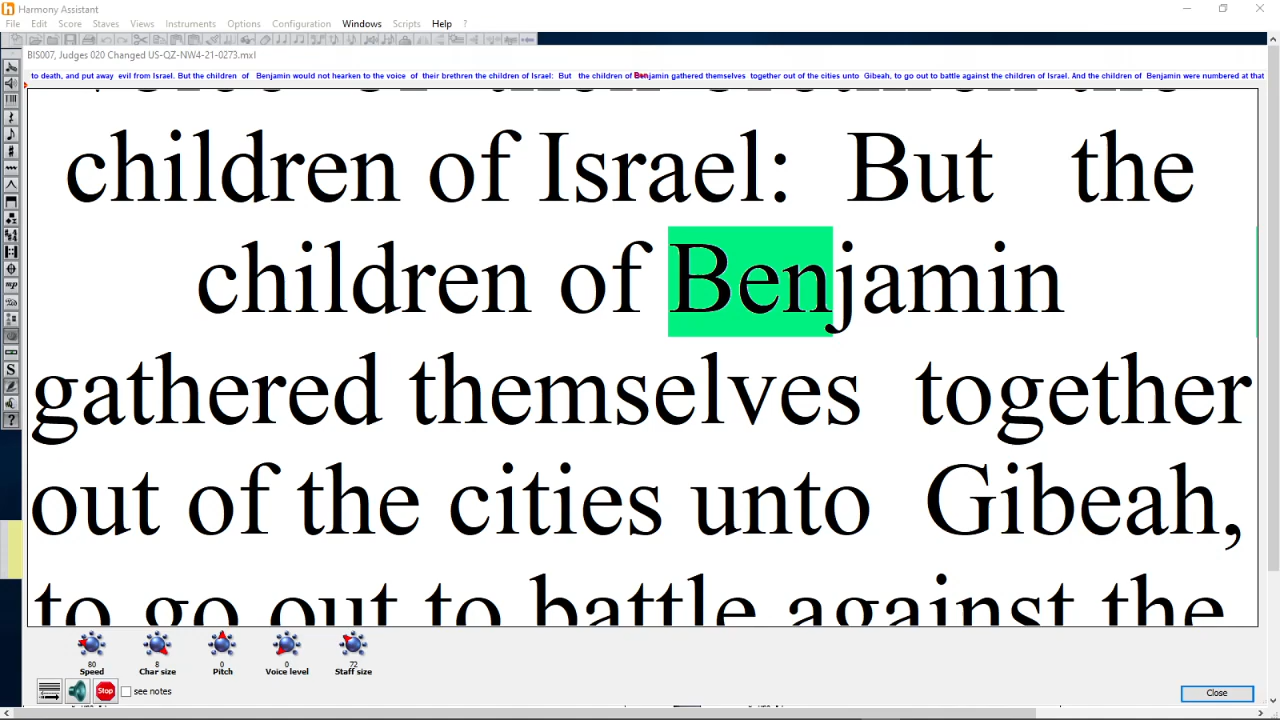 Harmony Assistant
File Edit Score Staves Views Instruments Options Configuration Windows Scripts Help ?
BIS007, Judges 020 Changed US-QZ-NW4-21-0273.mxl
to death, and put away evil from Israel. But the children of Benjamin would not hearken to the voice of their brethren the children of Israel: But the children of Benjamin gathered themselves together out of the cities unto Gibeah, to go out to battle against the children of Israel. And the children of Benjamin were numbered at that
children of Israel: But the
children of Benjamin
gathered themselves together
out of the cities unto Gibeah,
to go out to battle against the
80 8 0 0 72
Speed Char size Pitch Voice level Staff size
Stop see notes Close